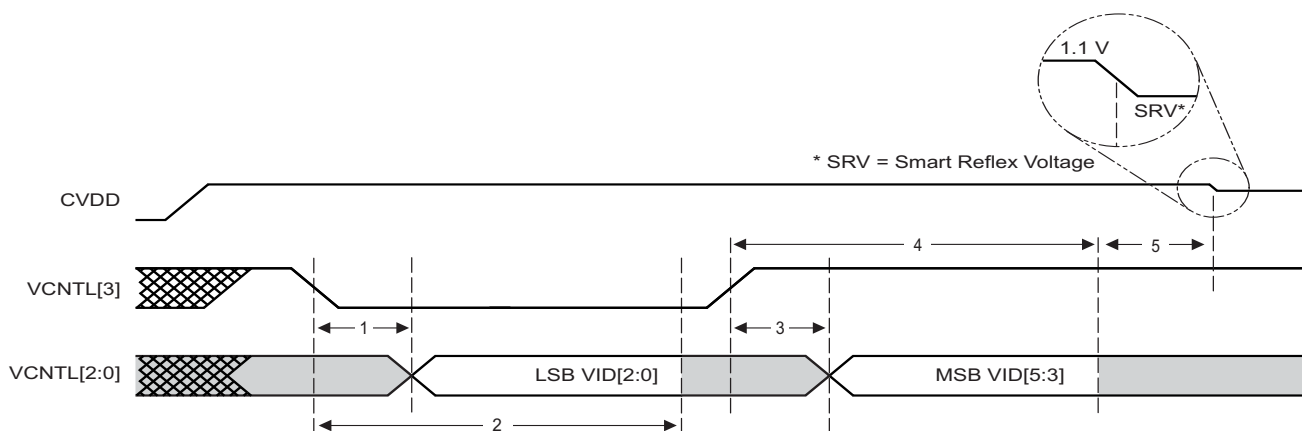 1.1 V
SRV*
* SRV = Smart Reflex Voltage
CVDD
4
5
VCNTL[3]
1
3
VCNTL[2:0]
LSB VID[2:0]
MSB VID[5:3]
2